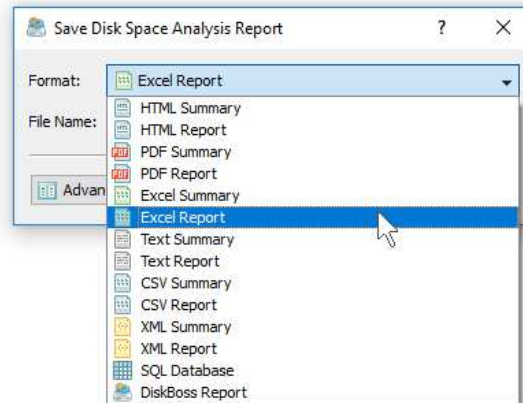 Save Disk Space Analysis Report ?
Format: Excel Report
File Name:
Advan
HTML Summary
HTML Report
PDF Summary
PDF Report
Excel Summary
Excel Report
Text Summary
Text Report
CSV Summary
CSV Report
XML Summary
XML Report
SQL Database
DiskBoss Report